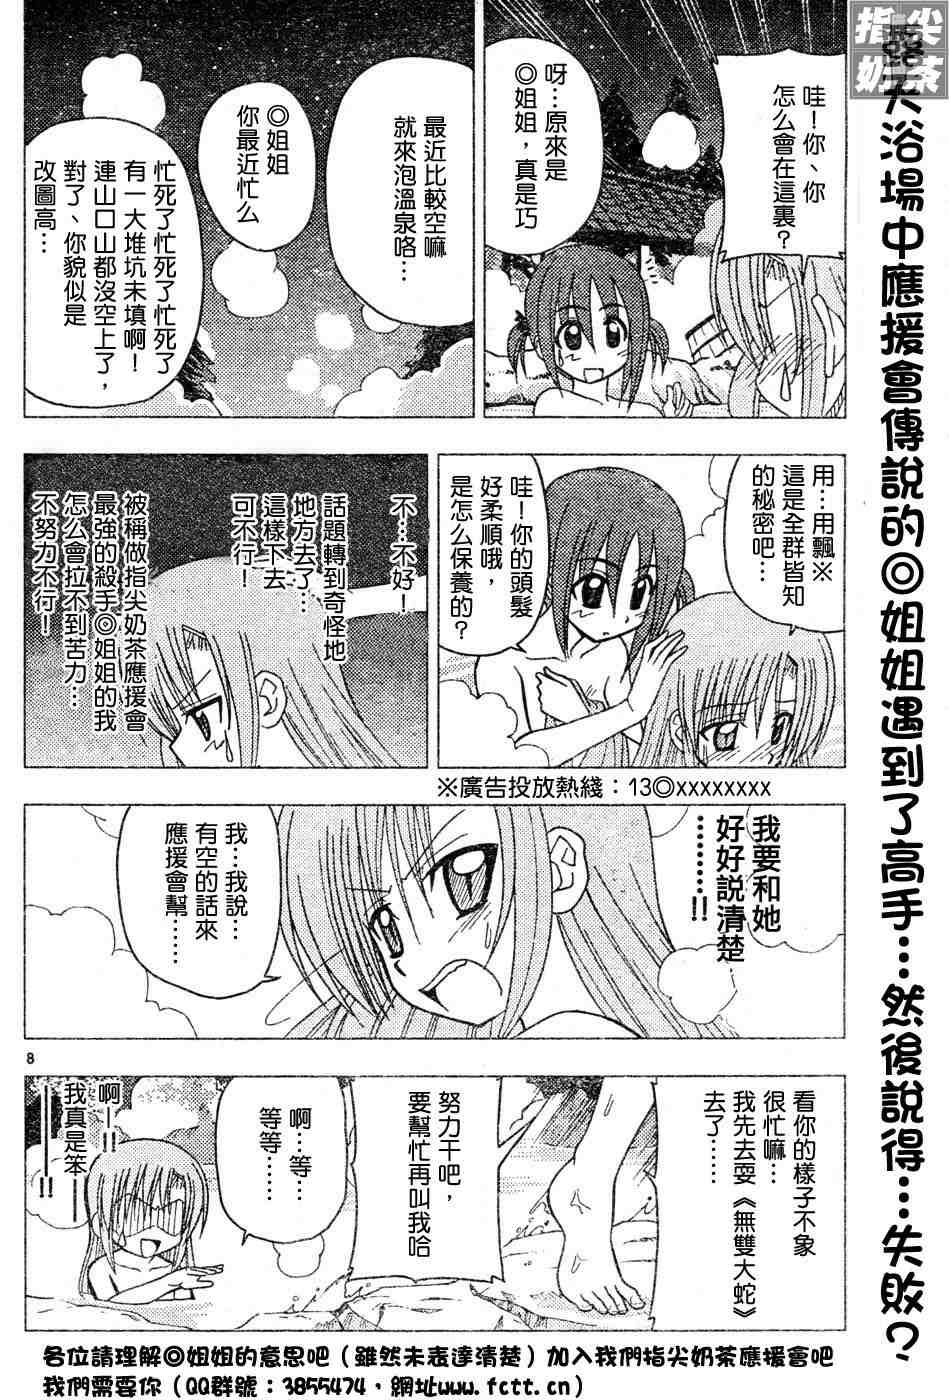 哇！你、你
怎么會在這裏？
呀…原來是
◎姐姐，真是巧
最近比較空嘛
就來泡溫泉咯…
◎姐姐
你最近忙么
忙死了忙死了忙死了
有一大堆坑未填啊！
連山口山都沒空上了，
對了、你貌似是
改圖高…
用…用飄※
這是全群皆知
的秘密吧…
哇！你的頭髮
好柔順哦，
是怎么保養的？
不…不好！
話題轉到奇怪地
地方去了…
這樣下去
可不行！
被稱做指尖奶茶應援會
最強的殺手◎姐姐的我
怎么會拉不到苦力…
不努力不行！
※廣告投放熱綫：13◎xxxxxxxx
我要和她
好好說清楚
……!!
我…我說…
有空的話來
應援會幫……
8
看你的樣子不象
很忙嘛…
我先去耍《無雙大蛇》
去了…
努力干吧，
要幫忙再叫我哈
啊…等…
等等……
啊—!!
我真是笨—!!
指尖
奶茶
大浴場中應援會傳說的◎姐姐遇到了高手…然後說得…失敗？
各位請理解◎姐姐的意思吧（雖然未表達清楚）加入我們指尖奶茶應援會吧
我們需要你（QQ群號：3855474，網址www.fctt.cn）